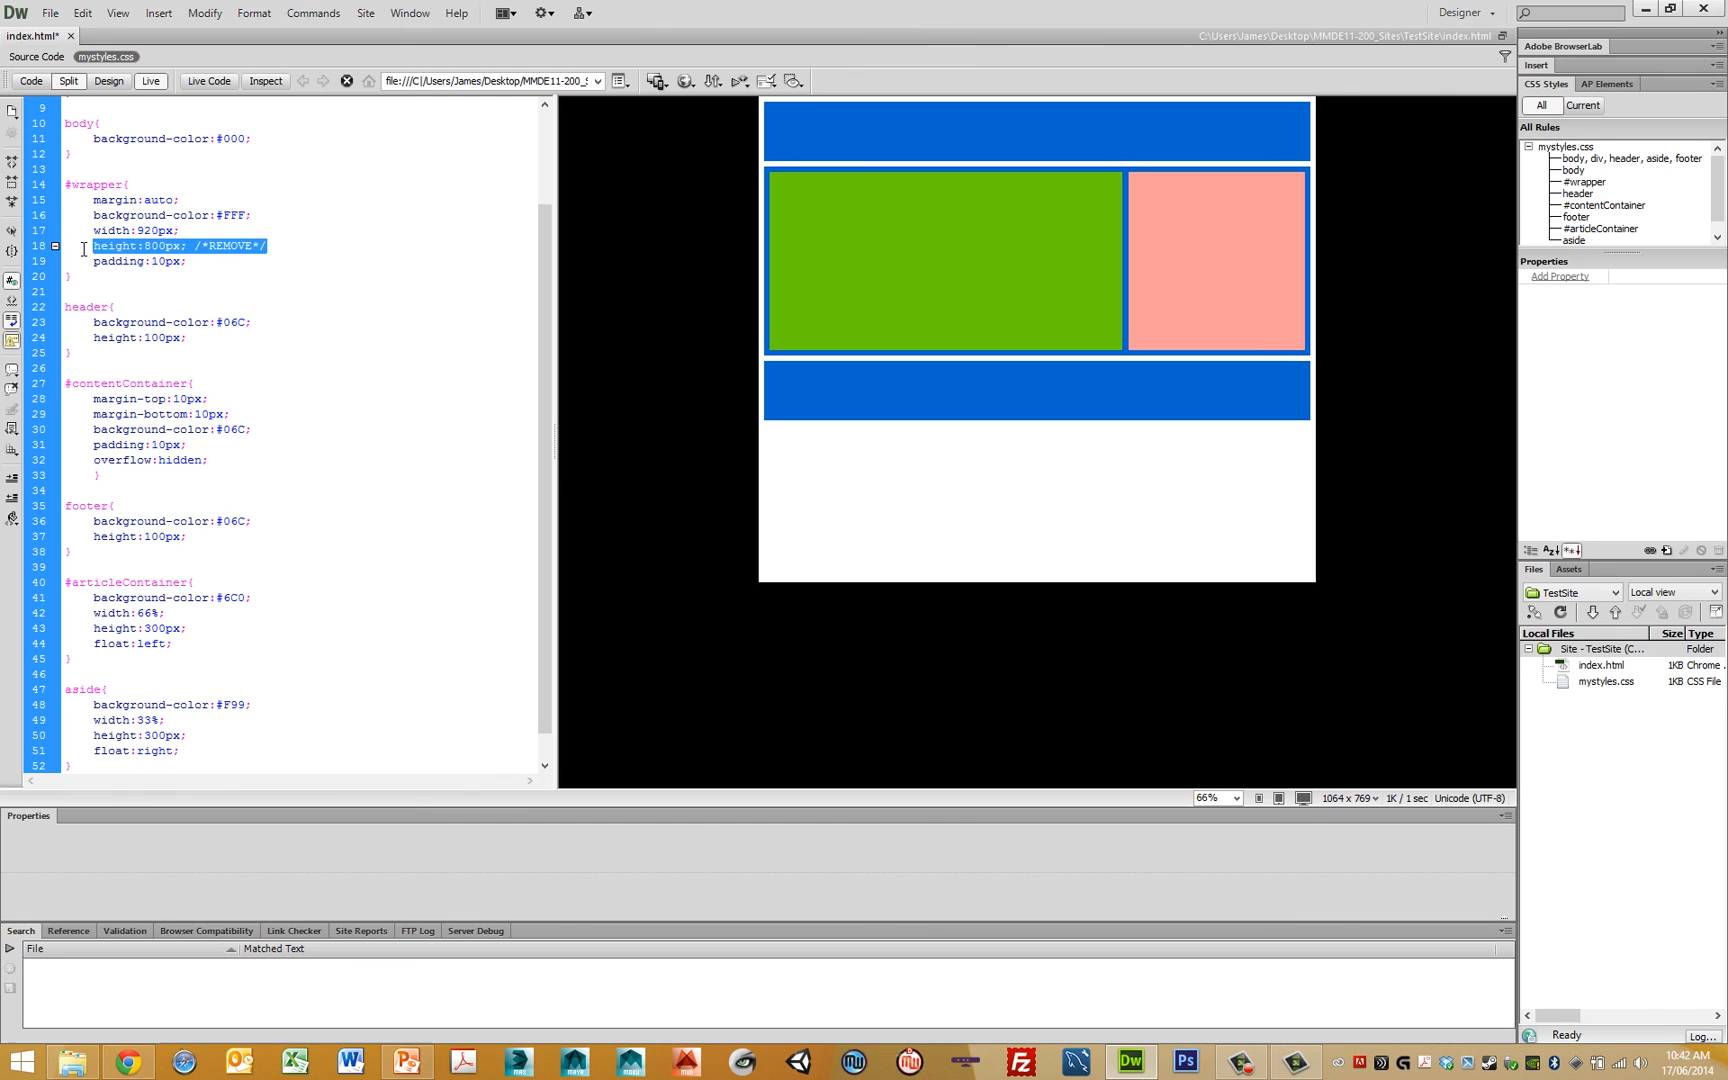 Dw File Edit View Insert Modify Format Commands Site Window Help Designer
index.html* C:\Users\James\Desktop\MMDE11-200_Sites\TestSite\index.html
Source Code mystyles.css
Code Split Design Live Live Code Inspect file:///C|/Users/James/Desktop/MMDE11-200_S
9
10 body{
11 background-color:#000;
12 }
13
14 #wrapper{
15 margin:auto;
16 background-color:#FFF;
17 width:920px;
18 height:800px; /*REMOVE*/
19 padding:10px;
20 }
21
22 header{
23 background-color:#06C;
24 height:100px;
25 }
26
27 #contentContainer{
28 margin-top:10px;
29 margin-bottom:10px;
30 background-color:#06C;
31 padding:10px;
32 overflow:hidden;
33 }
34
35 footer{
36 background-color:#06C;
37 height:100px;
38 }
39
40 #articleContainer{
41 background-color:#6C0;
42 width:66%;
43 height:300px;
44 float:left;
45 }
46
47 aside{
48 background-color:#F99;
49 width:33%;
50 height:300px;
51 float:right;
52 }
66% 1064 x 769 1K / 1 sec Unicode (UTF-8)
Adobe BrowserLab
Insert
CSS Styles AP Elements
All Current
All Rules
mystyles.css
body, div, header, aside, footer
body
#wrapper
header
#contentContainer
footer
#articleContainer
aside
Properties
Add Property
Files Assets
TestSite Local view
Local Files Size Type
Site - TestSite (C... Folder
index.html 1KB Chrome .
mystyles.css 1KB CSS File
Ready Log...
Properties
Search Reference Validation Browser Compatibility Link Checker Site Reports FTP Log Server Debug
File Matched Text
10:42 AM
17/06/2014